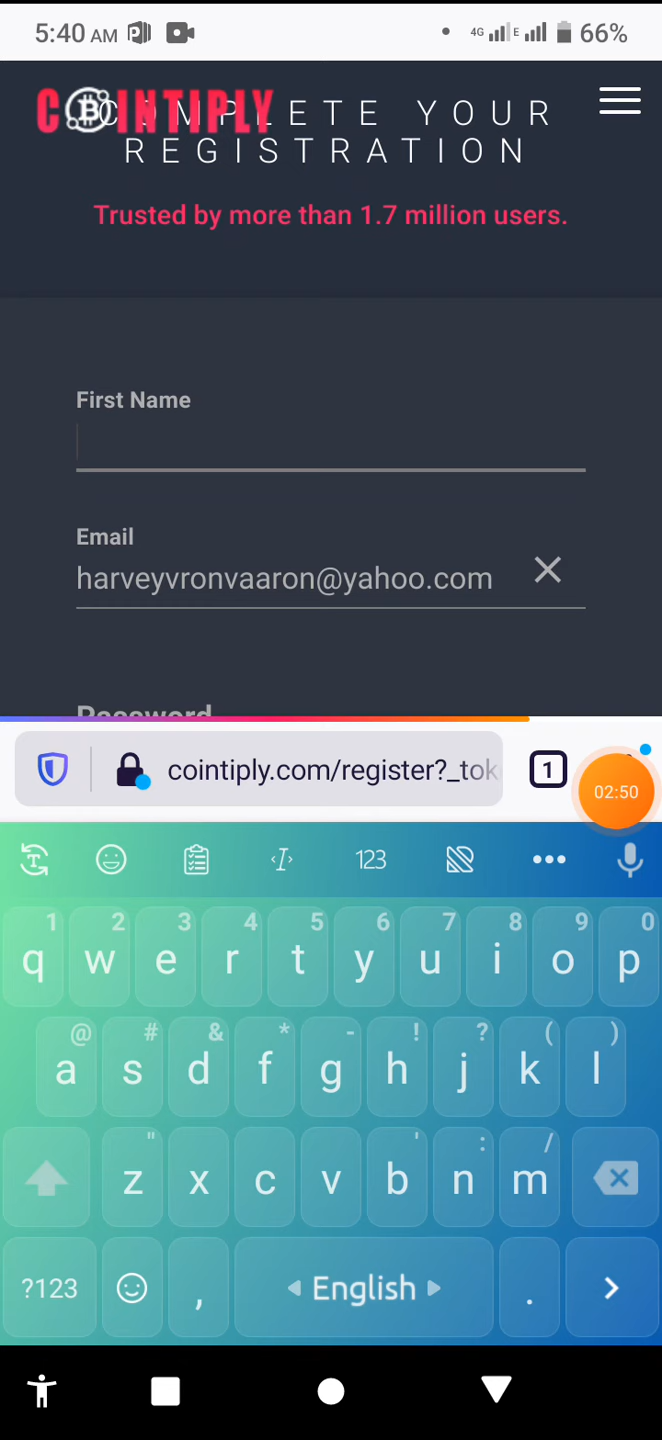 5:40 AM
4G E 66%
COINTIPLY
COMPLETE YOUR
REGISTRATION
Trusted by more than 1.7 million users.
First Name
Email
harveyvronvaaron@yahoo.com
Password
cointiply.com/register?_tok
1
02:50
T 123
1 2 3 4 5 6 7 8 9 0
q w e r t y u i o p
@ # & * - ! ? ( )
a s d f g h j k l
" ' : /
z x c v b n m
?123 , English .